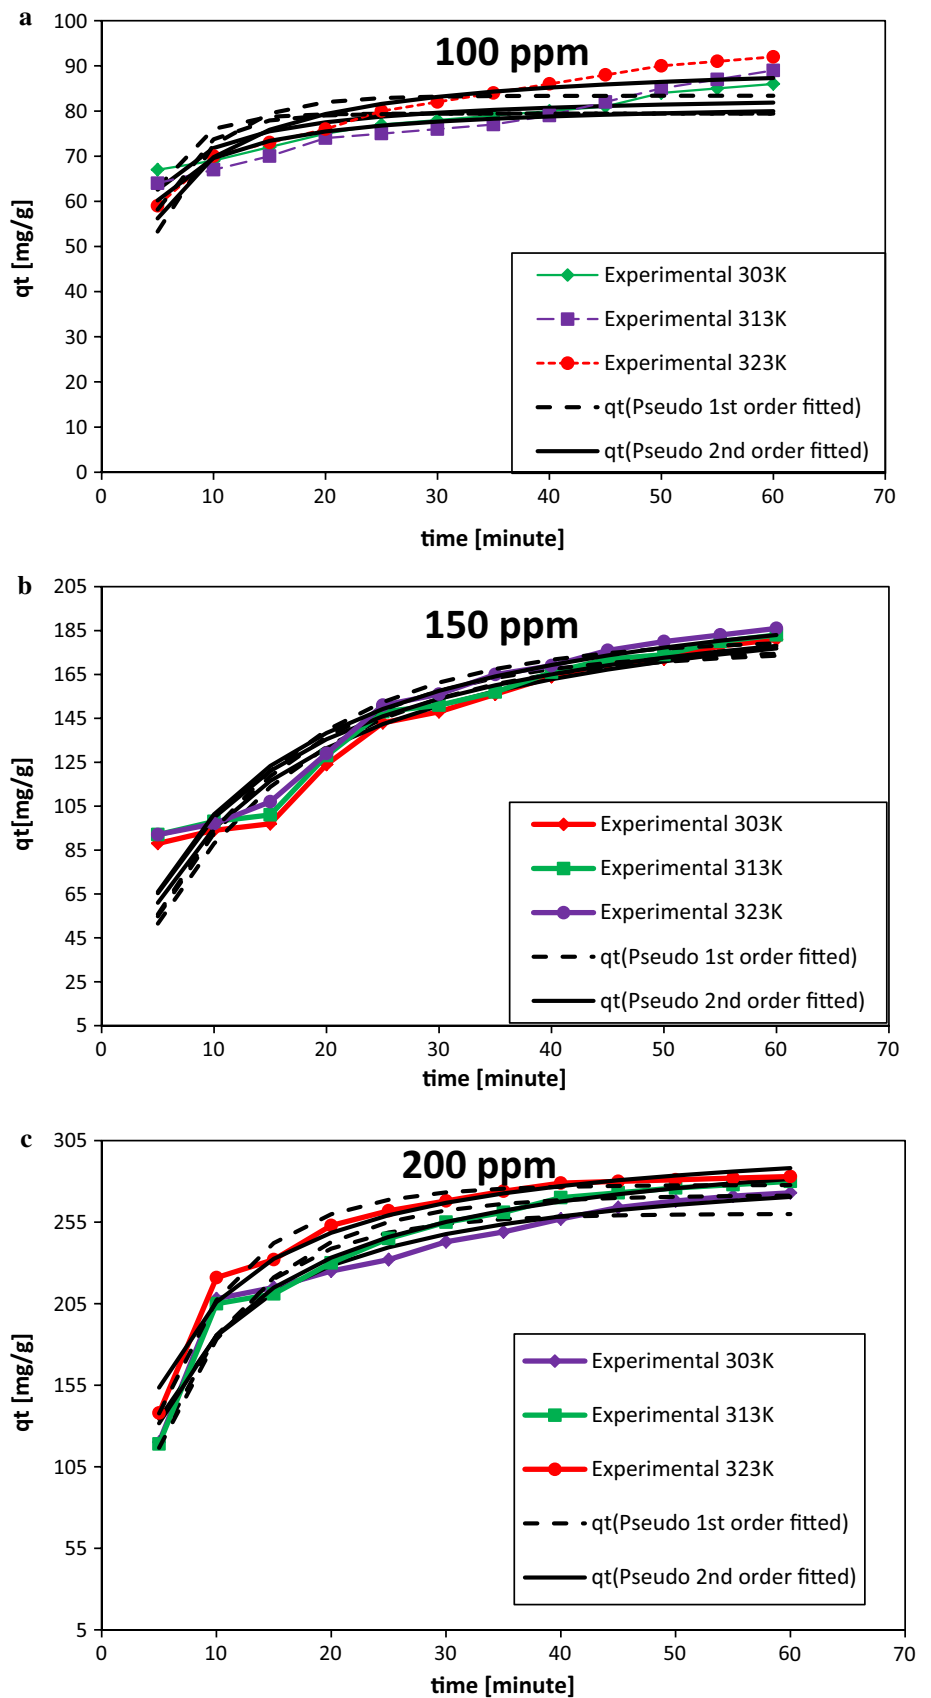 a
100 ppm
100
90
80
70
60
50
40
30
20
10
0
qt [mg/g]
Experimental 303K
Experimental 313K
Experimental 323K
qt(Pseudo 1st order fitted)
qt(Pseudo 2nd order fitted)
0 10 20 30 40 50 60 70
time [minute]
b
150 ppm
205
185
165
145
125
105
85
65
45
25
5
qt[mg/g]
Experimental 303K
Experimental 313K
Experimental 323K
qt(Pseudo 1st order fitted)
qt(Pseudo 2nd order fitted)
0 10 20 30 40 50 60 70
time [minute]
c
200 ppm
305
255
205
155
105
55
5
qt [mg/g]
Experimental 303K
Experimental 313K
Experimental 323K
qt(Pseudo 1st order fitted)
qt(Pseudo 2nd order fitted)
0 10 20 30 40 50 60 70
time [minute]